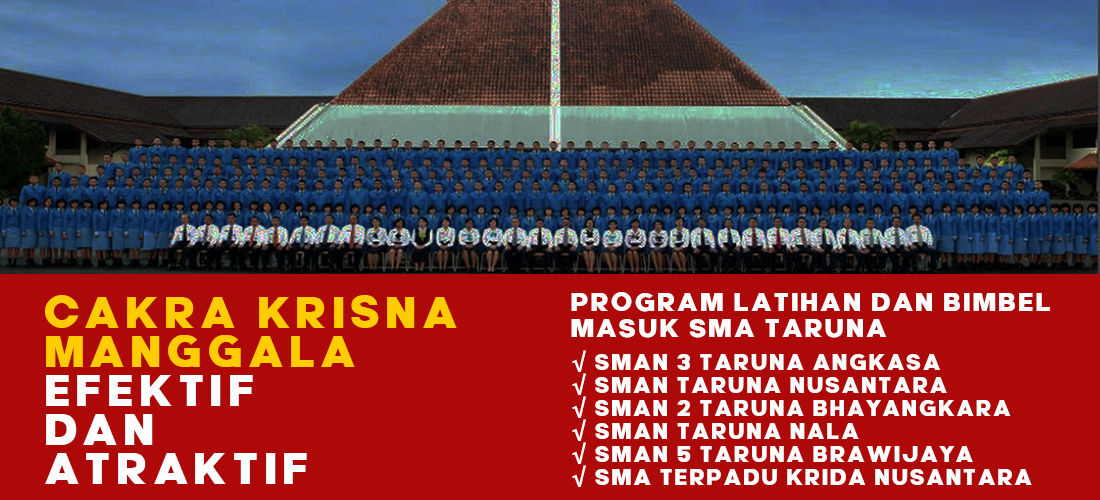 CAKRA KRISNA
MANGGALA
EFEKTIF
DAN
ATRAKTIF
PROGRAM LATIHAN DAN BIMBEL
MASUK SMA TARUNA
√ SMAN 3 TARUNA ANGKASA
√ SMAN TARUNA NUSANTARA
√ SMAN 2 TARUNA BHAYANGKARA
√ SMAN TARUNA NALA
√ SMAN 5 TARUNA BRAWIJAYA
√ SMA TERPADU KRIDA NUSANTARA